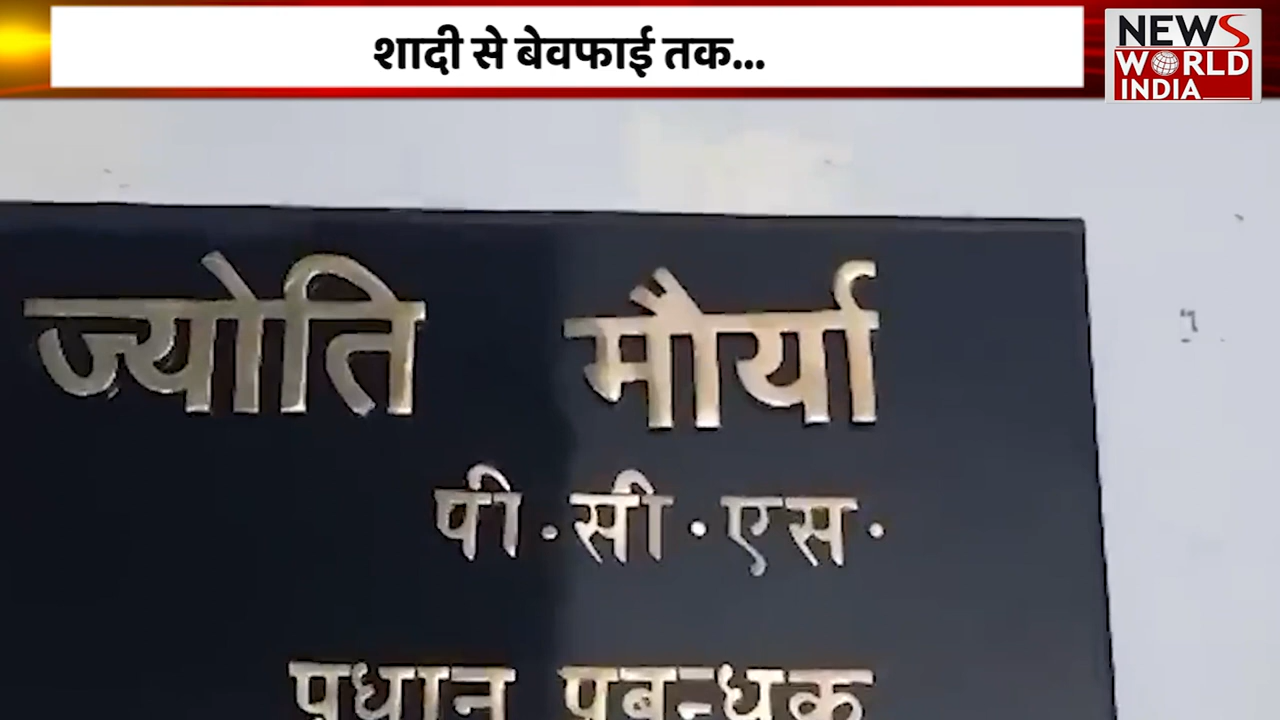 शादी से बेवफाई तक...
NEWS
WORLD
INDIA
ज्योति मौर्या
पी.सी.एस.
प्रधान प्रबन्धक